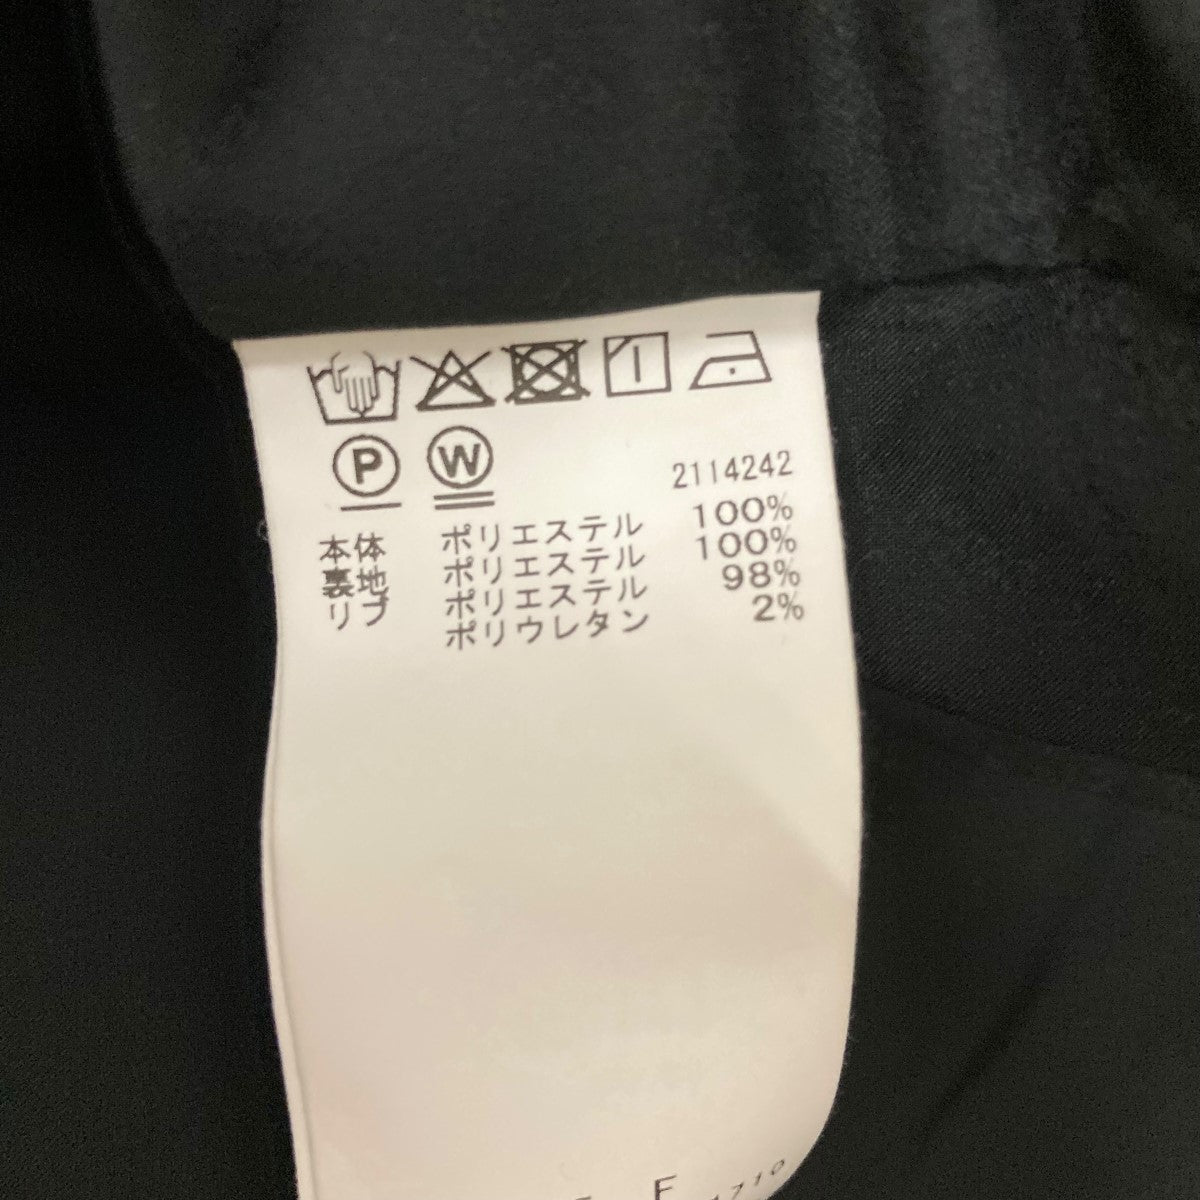 P W
2114242
本体 ポリエステル 100%
裏地 ポリエステル 100%
リブ ポリエステル 98%
ポリウレタン 2%
F